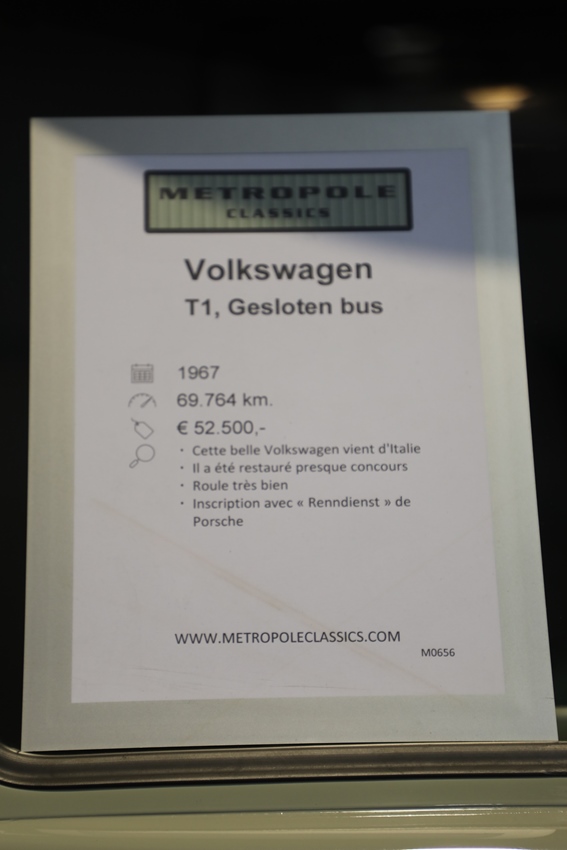 METROPOLE
CLASSICS
Volkswagen
T1, Gesloten bus
1967
69.764 km.
€ 52.500,-
· Cette belle Volkswagen vient d'Italie
· Il a été restauré presque concours
· Roule très bien
· Inscription avec « Renndienst » de
Porsche
WWW.METROPOLECLASSICS.COM
M0656